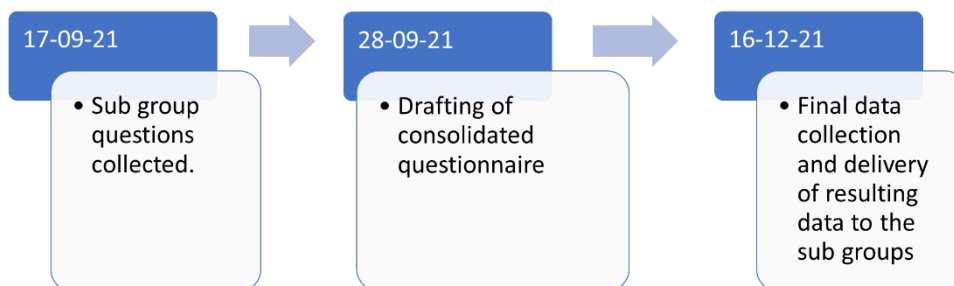 17-09-21
• Sub group
questions
collected.
28-09-21
• Drafting of
consolidated
questionnaire
16-12-21
• Final data
collection
and delivery
of resulting
data to the
sub groups